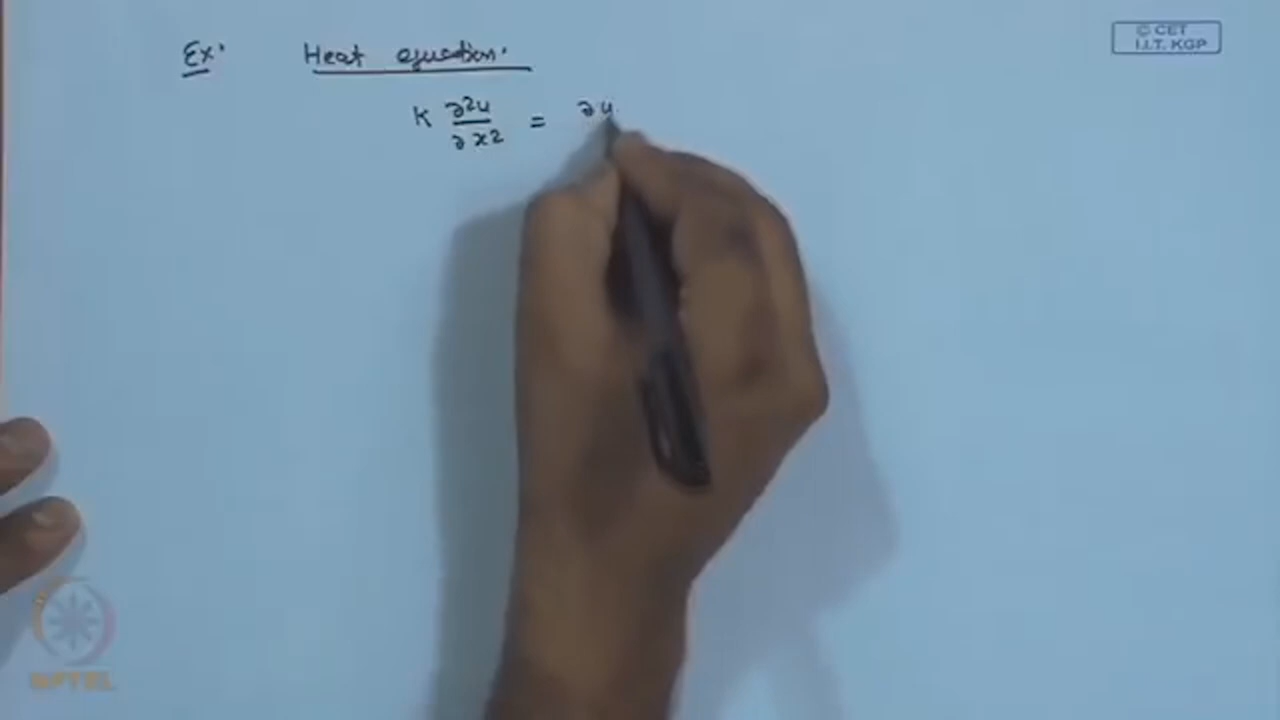 Ex. Heat equation.
© CET
I.I.T. KGP
K ∂²u/∂x² = ∂u
NPTEL